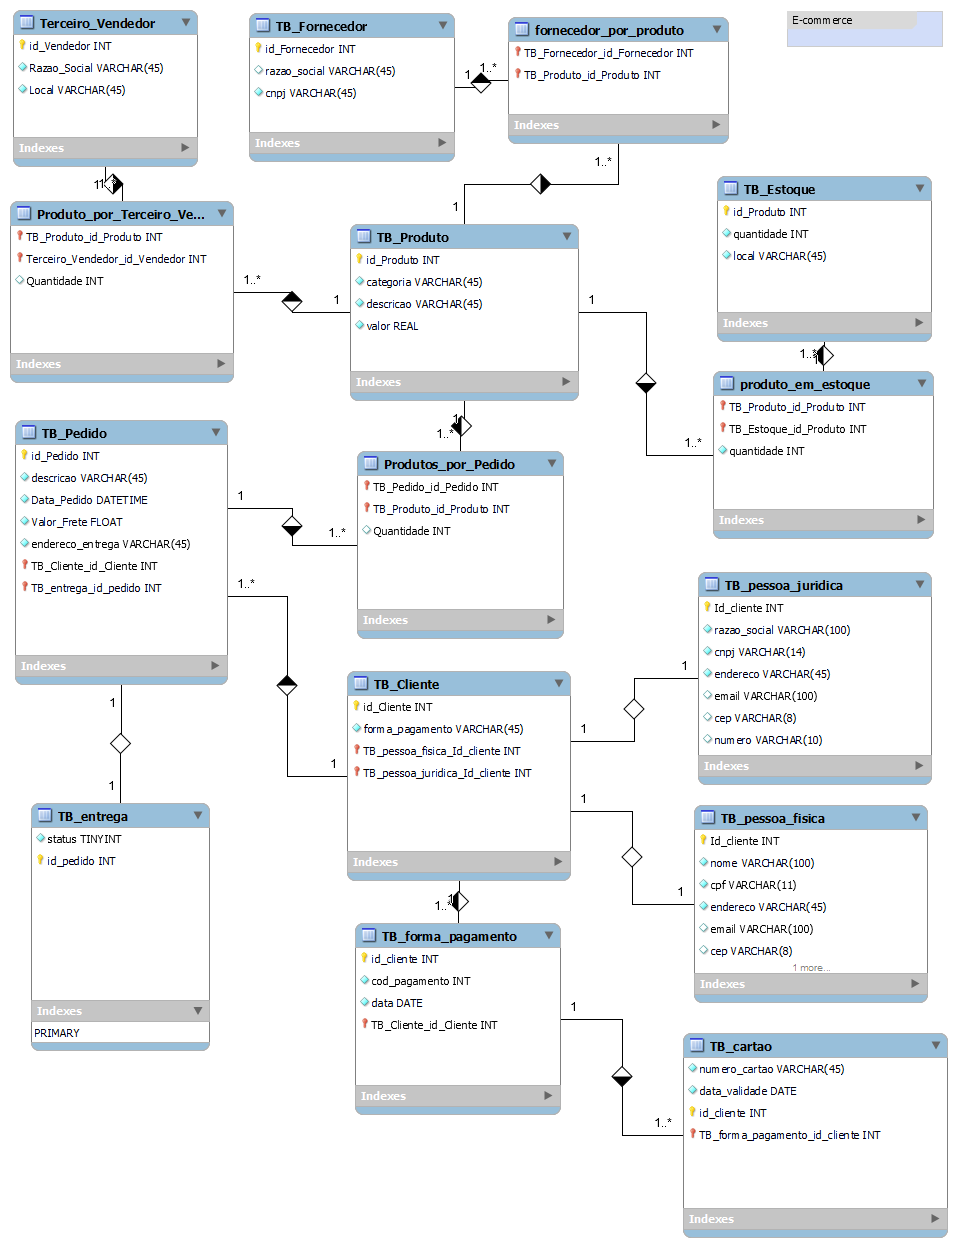 E-commerce
Terceiro_Vendedor
id_Vendedor INT
Razao_Social VARCHAR(45)
Local VARCHAR(45)
Indexes
TB_Fornecedor
id_Fornecedor INT
razao_social VARCHAR(45)
cnpj VARCHAR(45)
Indexes
1
1..*
fornecedor_por_produto
TB_Fornecedor_id_Fornecedor INT
TB_Produto_id_Produto INT
Indexes
1..*
1
Produto_por_Terceiro_Ve...
TB_Produto_id_Produto INT
Terceiro_Vendedor_id_Vendedor INT
Quantidade INT
Indexes
1..*
1
TB_Produto
id_Produto INT
categoria VARCHAR(45)
descricao VARCHAR(45)
valor REAL
Indexes
1
1..*
TB_Estoque
id_Produto INT
quantidade INT
local VARCHAR(45)
Indexes
1..*
1
produto_em_estoque
TB_Produto_id_Produto INT
TB_Estoque_id_Produto INT
quantidade INT
Indexes
TB_Pedido
id_Pedido INT
descricao VARCHAR(45)
Data_Pedido DATETIME
Valor_Frete FLOAT
endereco_entrega VARCHAR(45)
TB_Cliente_id_Cliente INT
TB_entrega_id_pedido INT
Indexes
1
1..*
1
1..*
Produtos_por_Pedido
TB_Pedido_id_Pedido INT
TB_Produto_id_Produto INT
Quantidade INT
Indexes
1..*
1
TB_Cliente
id_Cliente INT
forma_pagamento VARCHAR(45)
TB_pessoa_fisica_Id_cliente INT
TB_pessoa_juridica_Id_cliente INT
Indexes
1
1
TB_pessoa_juridica
Id_cliente INT
razao_social VARCHAR(100)
cnpj VARCHAR(14)
endereco VARCHAR(45)
email VARCHAR(100)
cep VARCHAR(8)
numero VARCHAR(10)
Indexes
1
1
TB_pessoa_fisica
Id_cliente INT
nome VARCHAR(100)
cpf VARCHAR(11)
endereco VARCHAR(45)
email VARCHAR(100)
cep VARCHAR(8)
1 more...
Indexes
1
1
TB_entrega
status TINYINT
id_pedido INT
Indexes
PRIMARY
1
1..*
TB_forma_pagamento
id_cliente INT
cod_pagamento INT
data DATE
TB_Cliente_id_Cliente INT
Indexes
1
1..*
TB_cartao
numero_cartao VARCHAR(45)
data_validade DATE
id_cliente INT
TB_forma_pagamento_id_cliente INT
Indexes